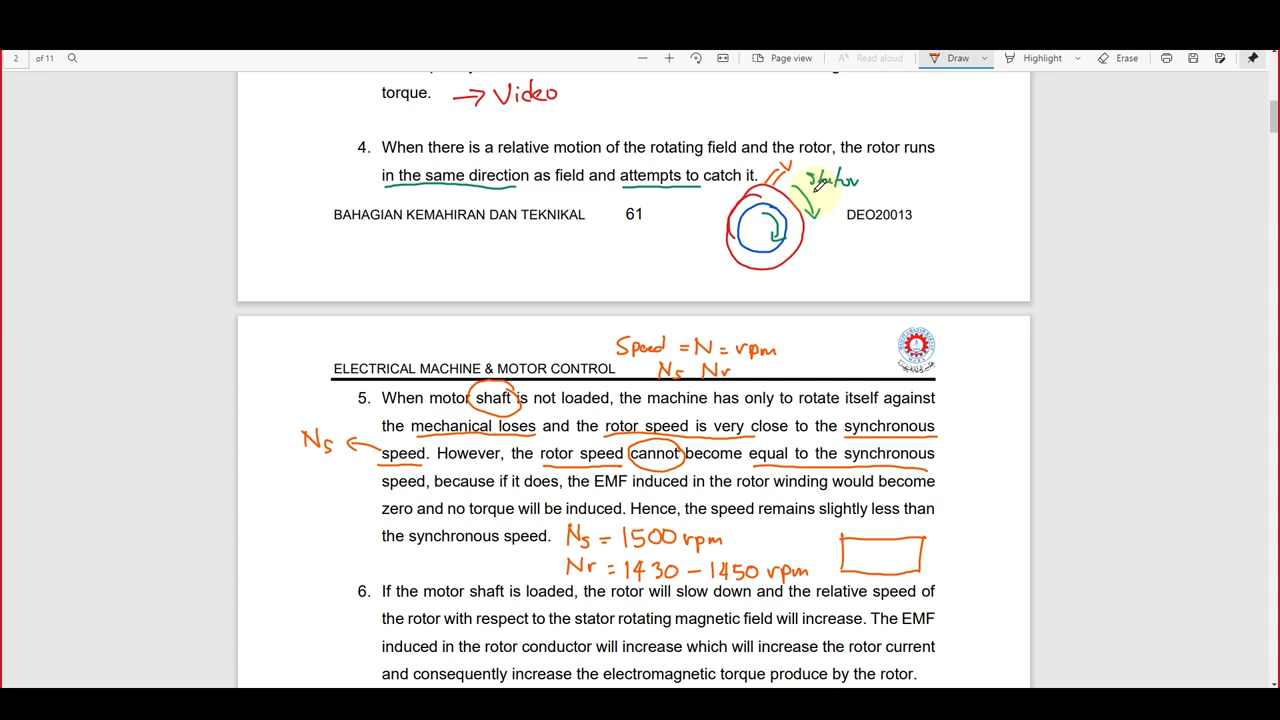 2 of 11 Page view Read aloud Draw Highlight Erase
torque. → Video
4. When there is a relative motion of the rotating field and the rotor, the rotor runs
in the same direction as field and attempts to catch it. V stator
BAHAGIAN KEMAHIRAN DAN TEKNIKAL 61 DEO20013
Speed = N = rpm
Ns Nr
ELECTRICAL MACHINE & MOTOR CONTROL
5. When motor shaft is not loaded, the machine has only to rotate itself against
the mechanical loses and the rotor speed is very close to the synchronous
Ns ← speed. However, the rotor speed cannot become equal to the synchronous
speed, because if it does, the EMF induced in the rotor winding would become
zero and no torque will be induced. Hence, the speed remains slightly less than
the synchronous speed. Ns = 1500 rpm
Nr = 1430 - 1450 rpm
6. If the motor shaft is loaded, the rotor will slow down and the relative speed of
the rotor with respect to the stator rotating magnetic field will increase. The EMF
induced in the rotor conductor will increase which will increase the rotor current
and consequently increase the electromagnetic torque produce by the rotor.